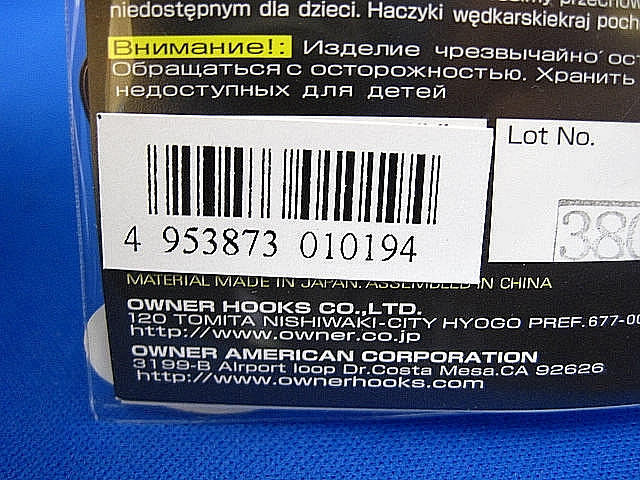 niedostępnym dla dzieci. Haczyki wędkarskie kraj poch
Внимание!: Изделие чрезвычайно ост
Обращаться с осторожностью. Хранить
недоступных для детей
Lot No.
380
4 953873 010194
MATERIAL MADE IN JAPAN. ASSEMBLED IN CHINA
OWNER HOOKS CO.,LTD.
120 TOMITA NISHIWAKI-CITY HYOGO PREF.677-00
http://www.owner.co.jp
OWNER AMERICAN CORPORATION
3199-B Airport loop Dr.Costa Mesa.CA 92626
http://www.ownerhooks.com